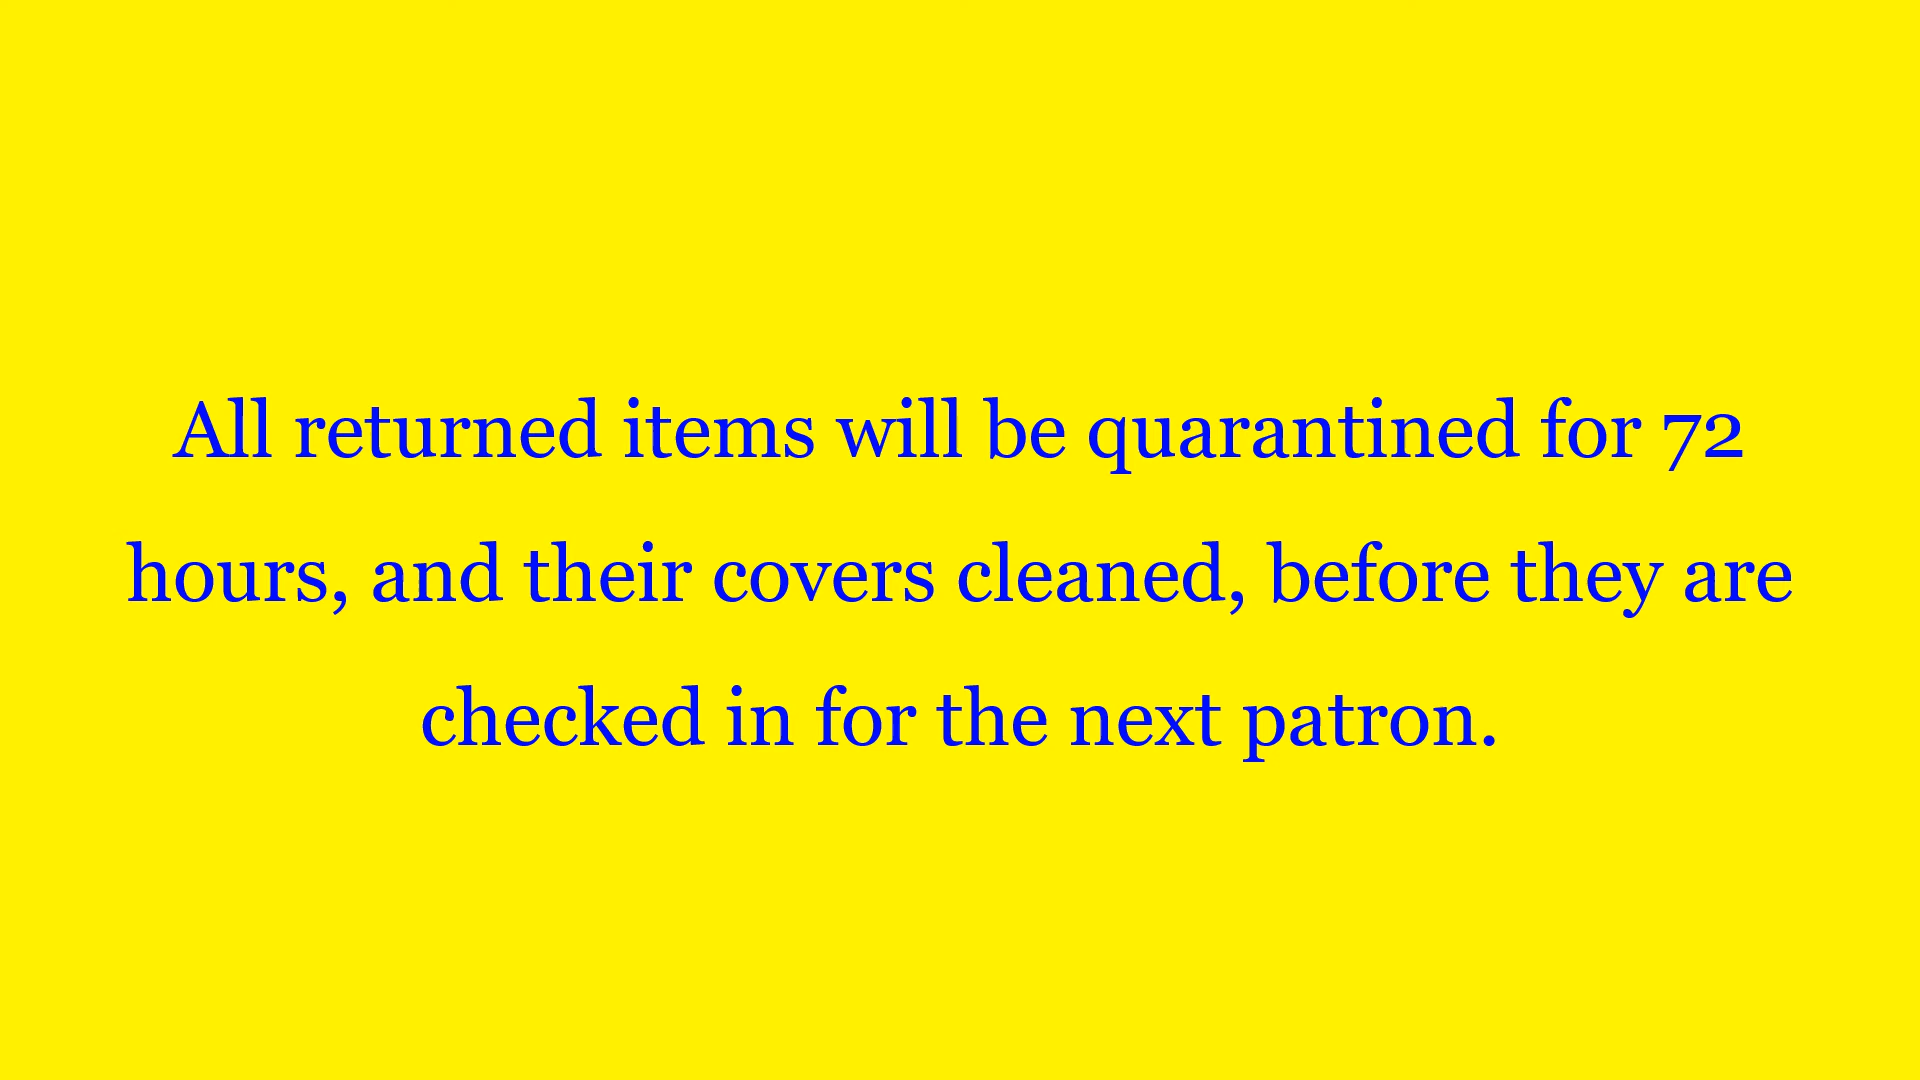 All returned items will be quarantined for 72
hours, and their covers cleaned, before they are
checked in for the next patron.